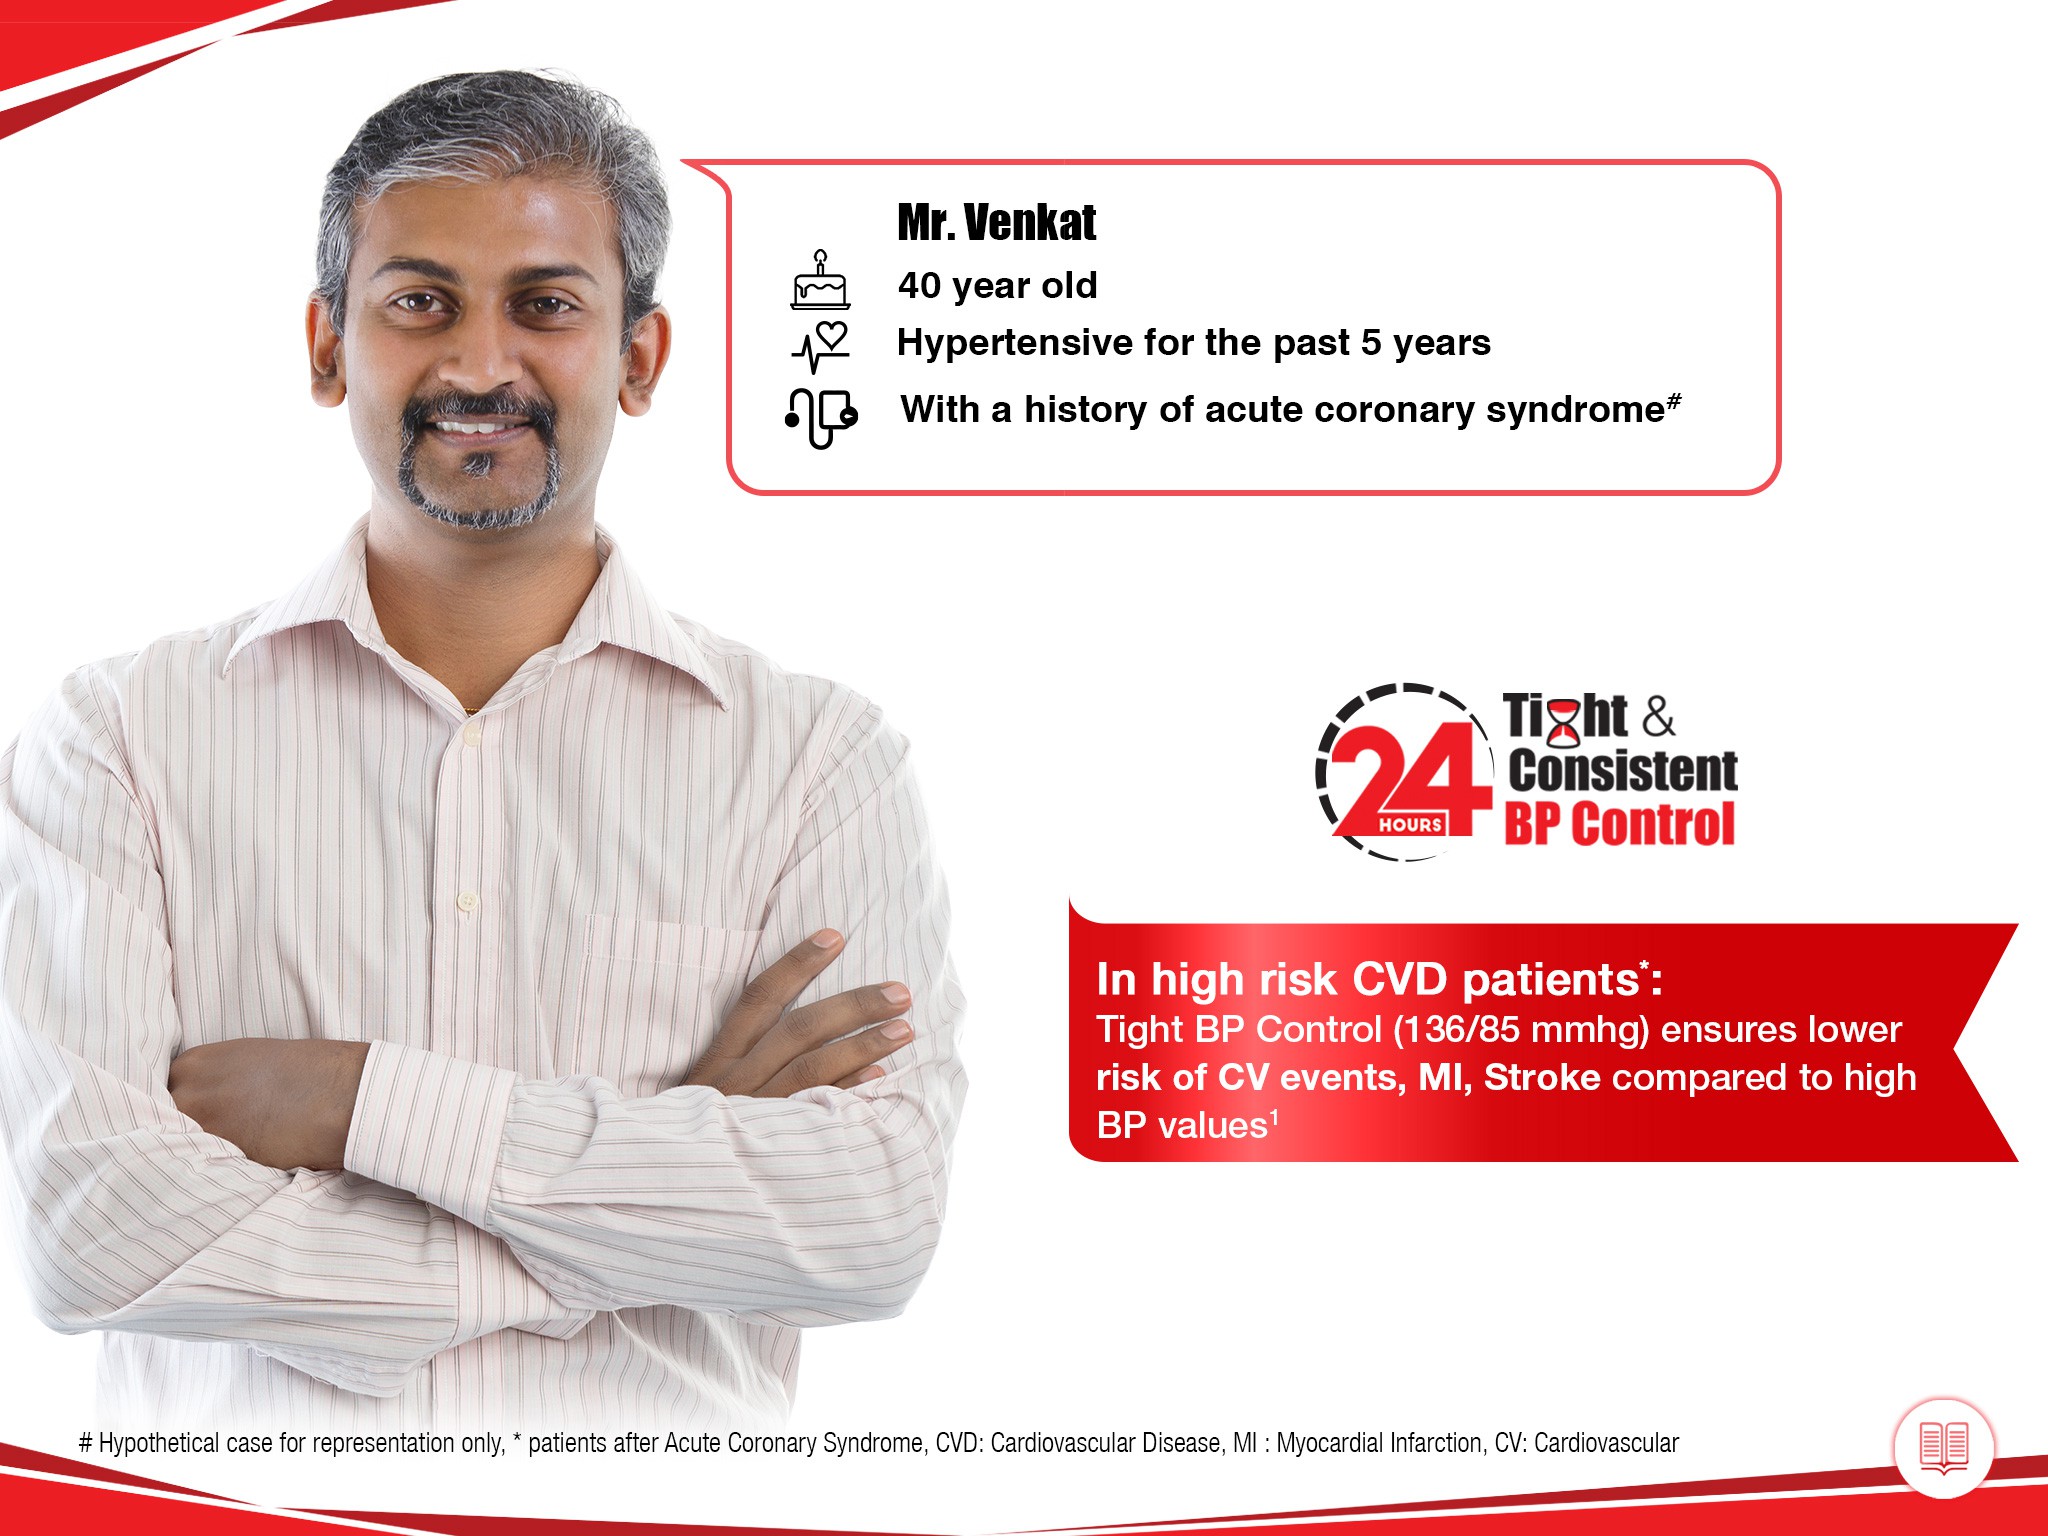 Mr. Venkat
40 year old
Hypertensive for the past 5 years
With a history of acute coronary syndrome#
24
HOURS
Tight &
Consistent
BP Control
In high risk CVD patients*:
Tight BP Control (136/85 mmhg) ensures lower
risk of CV events, MI, Stroke compared to high
BP values1
# Hypothetical case for representation only, * patients after Acute Coronary Syndrome, CVD: Cardiovascular Disease, MI : Myocardial Infarction, CV: Cardiovascular